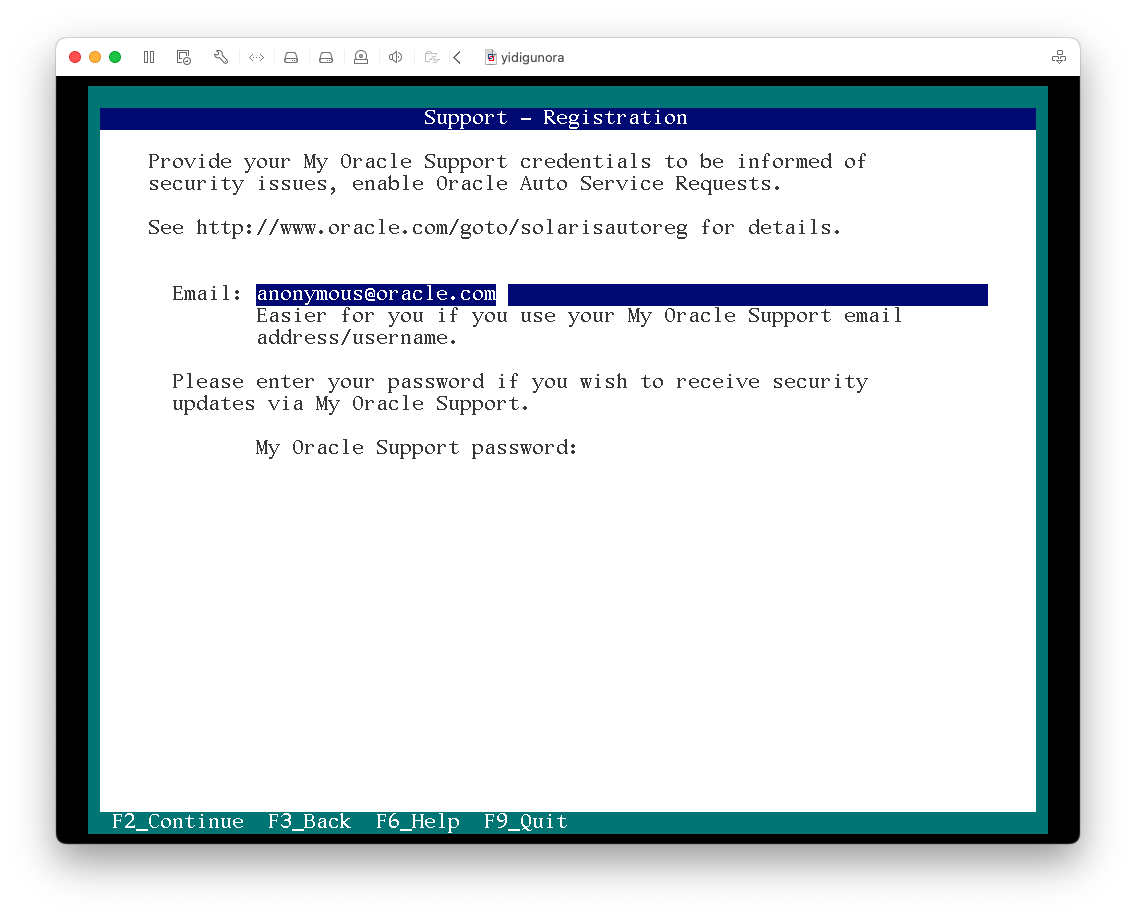 yidigunora
Support - Registration
Provide your My Oracle Support credentials to be informed of
security issues, enable Oracle Auto Service Requests.
See http://www.oracle.com/goto/solarisautoreg for details.
Email: anonymous@oracle.com
Easier for you if you use your My Oracle Support email
address/username.
Please enter your password if you wish to receive security
updates via My Oracle Support.
My Oracle Support password:
F2_Continue F3_Back F6_Help F9_Quit